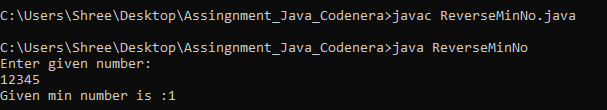 C:\Users\Shree\Desktop\Assingnment_Java_Codenera>javac ReverseMinNo.java
C:\Users\Shree\Desktop\Assingnment_Java_Codenera>java ReverseMinNo
Enter given number:
12345
Given min number is :1